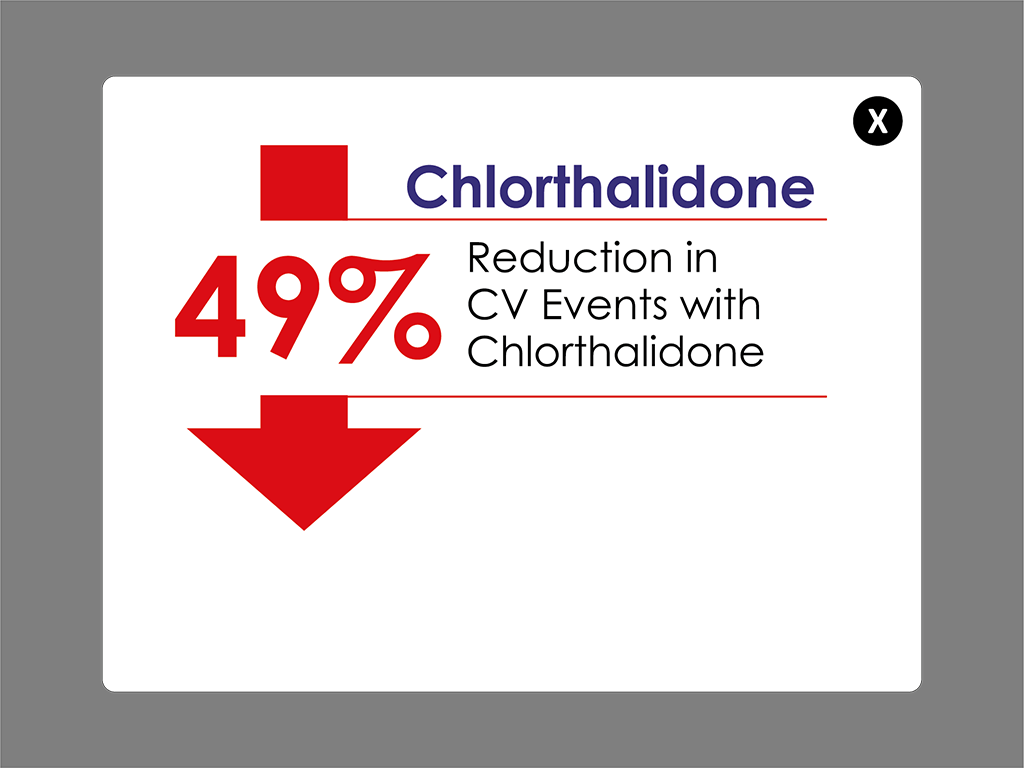 X
Chlorthalidone
49%
Reduction in
CV Events with
Chlorthalidone